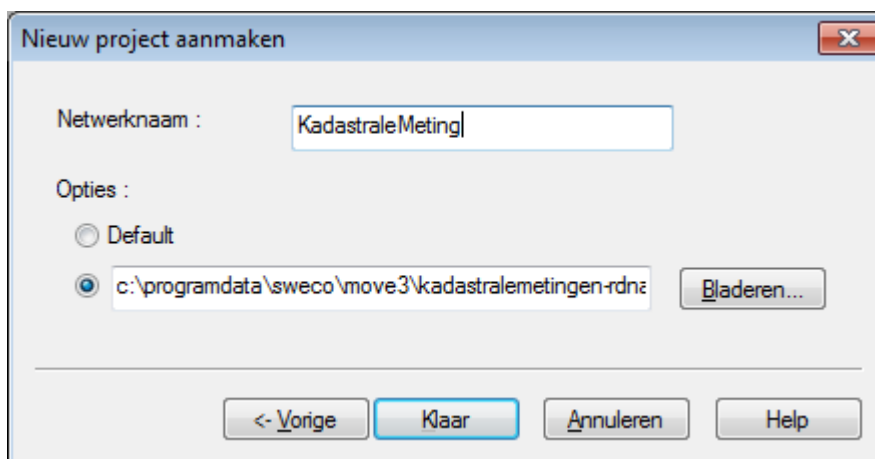 Nieuw project aanmaken
Netwerknaam :
KadastraleMeting
Opties :
Default
c:\programdata\sweco\move3\kadastralemetingen-rdna
Bladeren...
<- Vorige
Klaar
Annuleren
Help